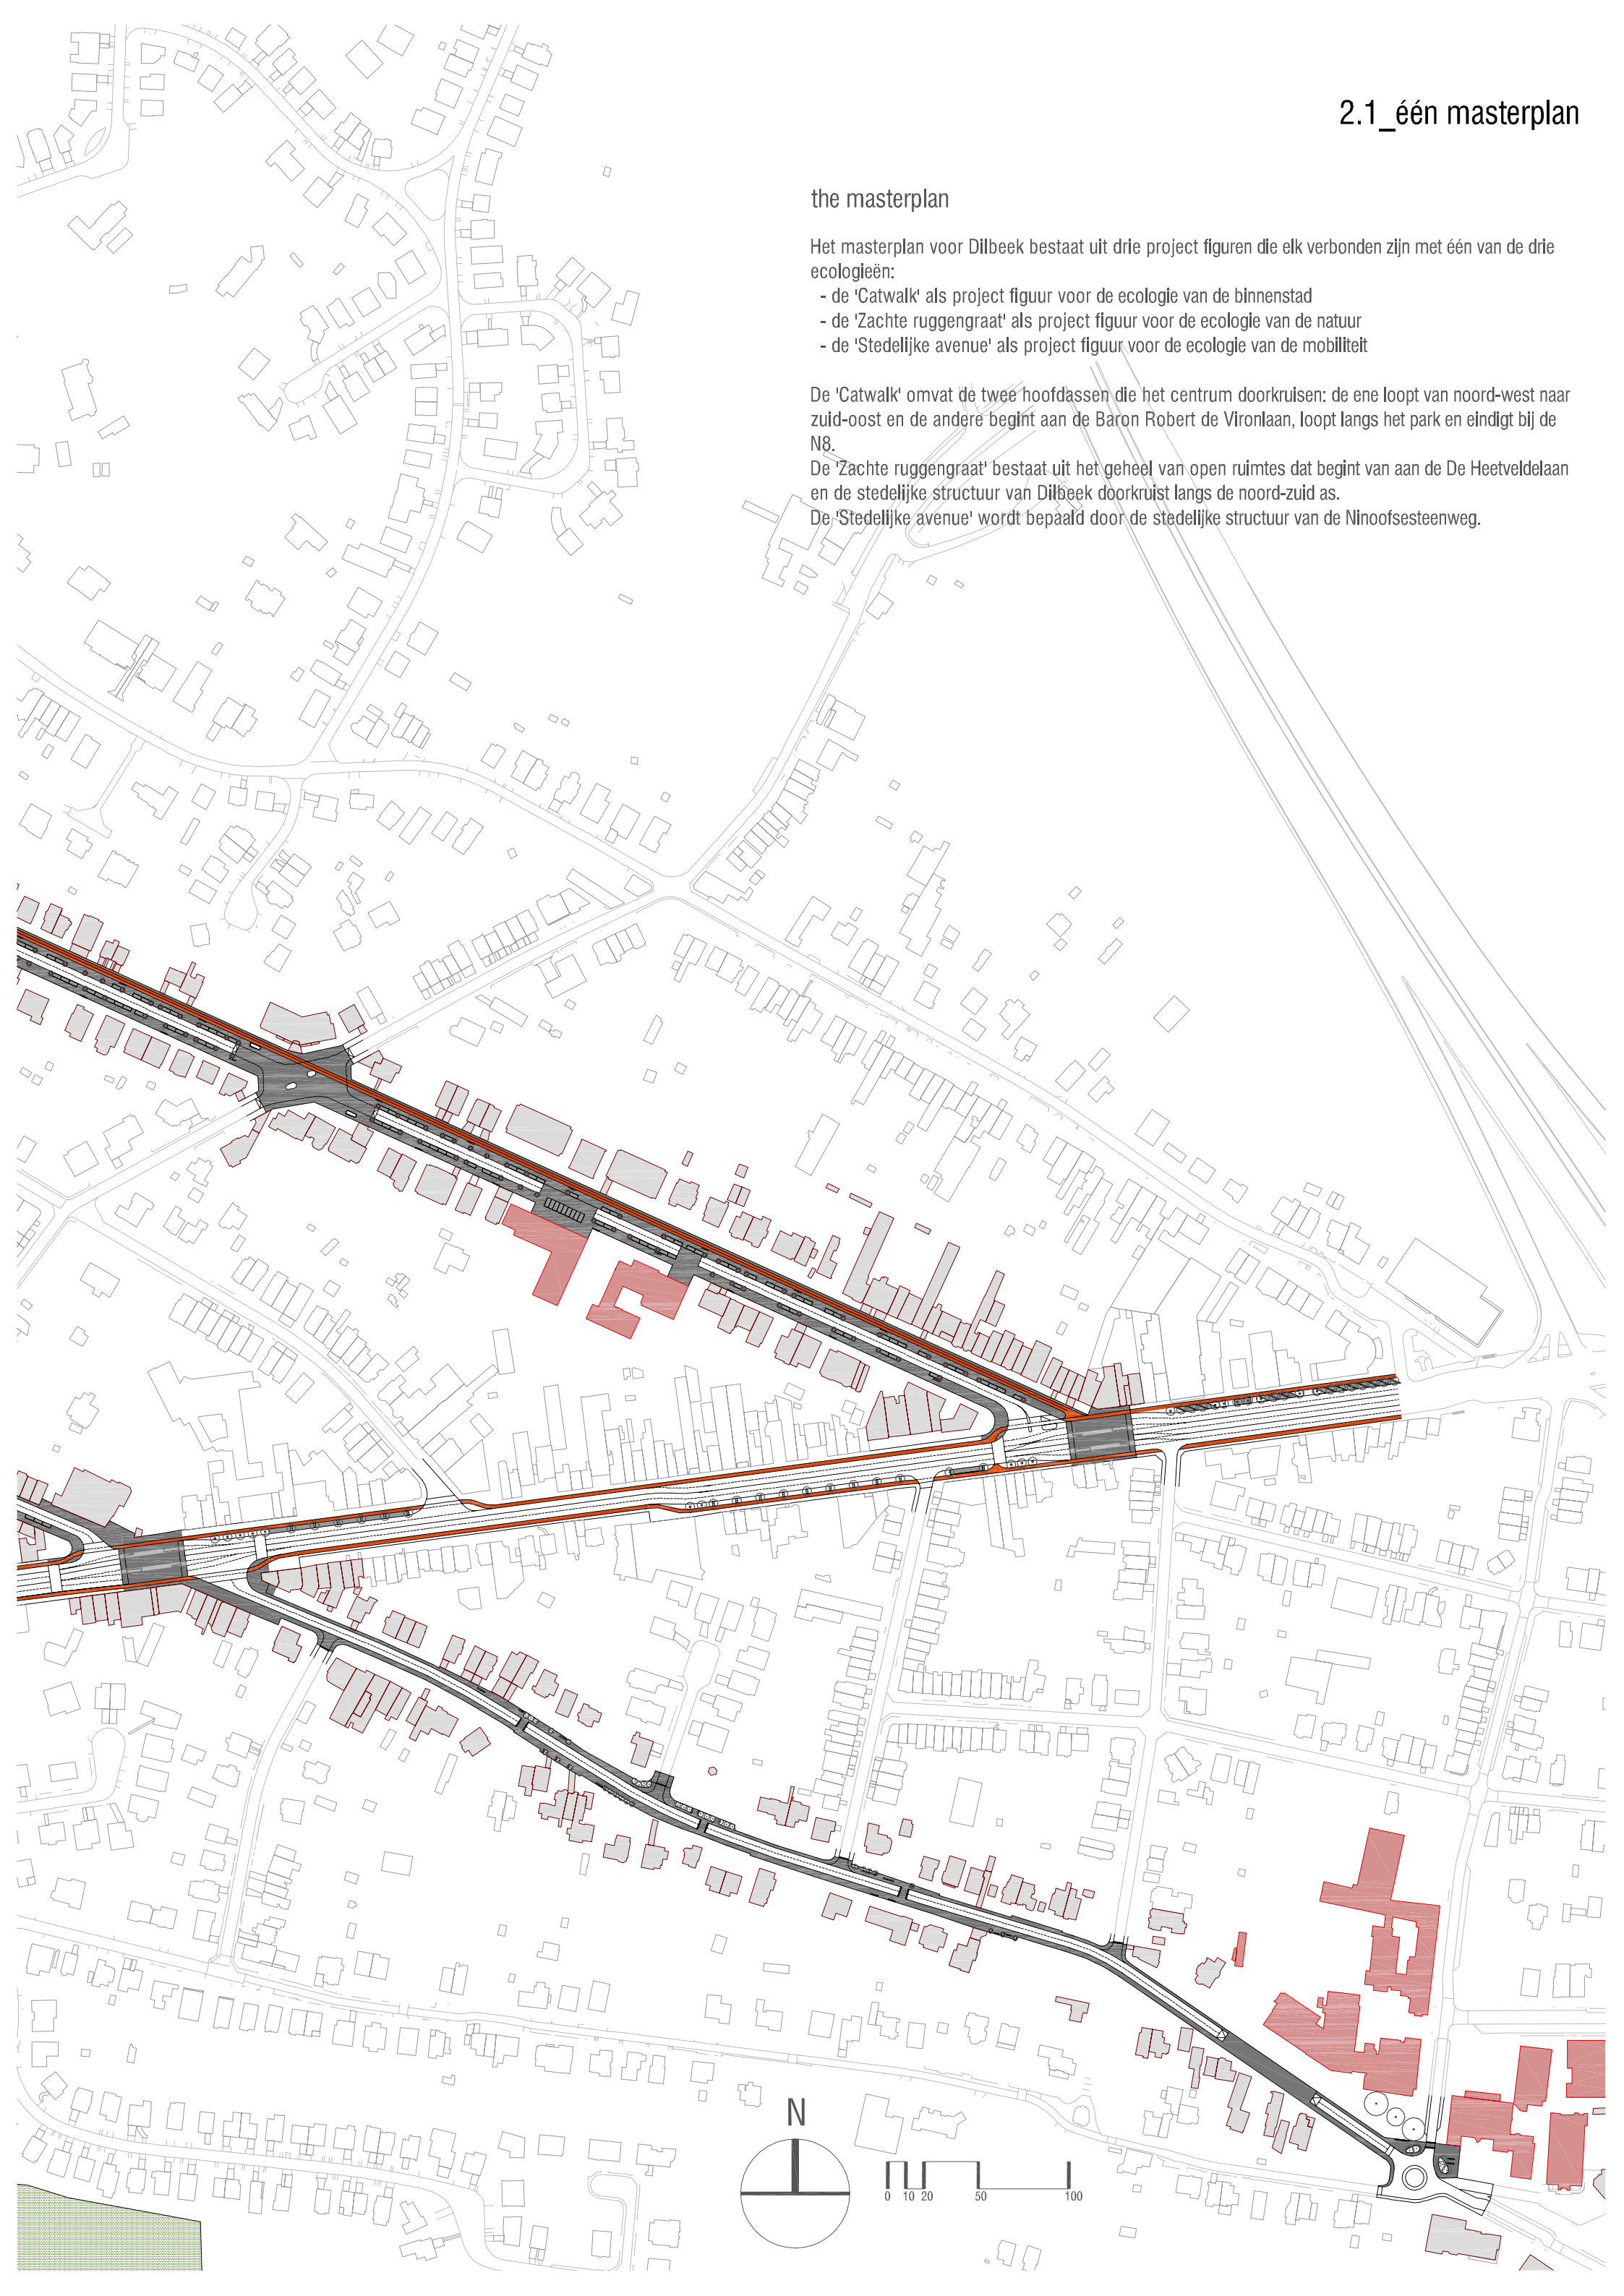 2.1_één masterplan
the masterplan
Het masterplan voor Dilbeek bestaat uit drie project figuren die elk verbonden zijn met één van de drie
ecologieën:
- de 'Catwalk' als project figuur voor de ecologie van de binnenstad
- de 'Zachte ruggengraat' als project figuur voor de ecologie van de natuur
- de 'Stedelijke avenue' als project figuur voor de ecologie van de mobiliteit
De 'Catwalk' omvat de twee hoofdassen die het centrum doorkruisen: de ene loopt van noord-west naar
zuid-oost en de andere begint aan de Baron Robert de Vironlaan, loopt langs het park en eindigt bij de
N8.
De 'Zachte ruggengraat' bestaat uit het geheel van open ruimtes dat begint van aan de De Heetveldelaan
en de stedelijke structuur van Dilbeek doorkruist langs de noord-zuid as.
De 'Stedelijke avenue' wordt bepaald door de stedelijke structuur van de Ninoofsesteenweg.
N
0 10 20 50 100